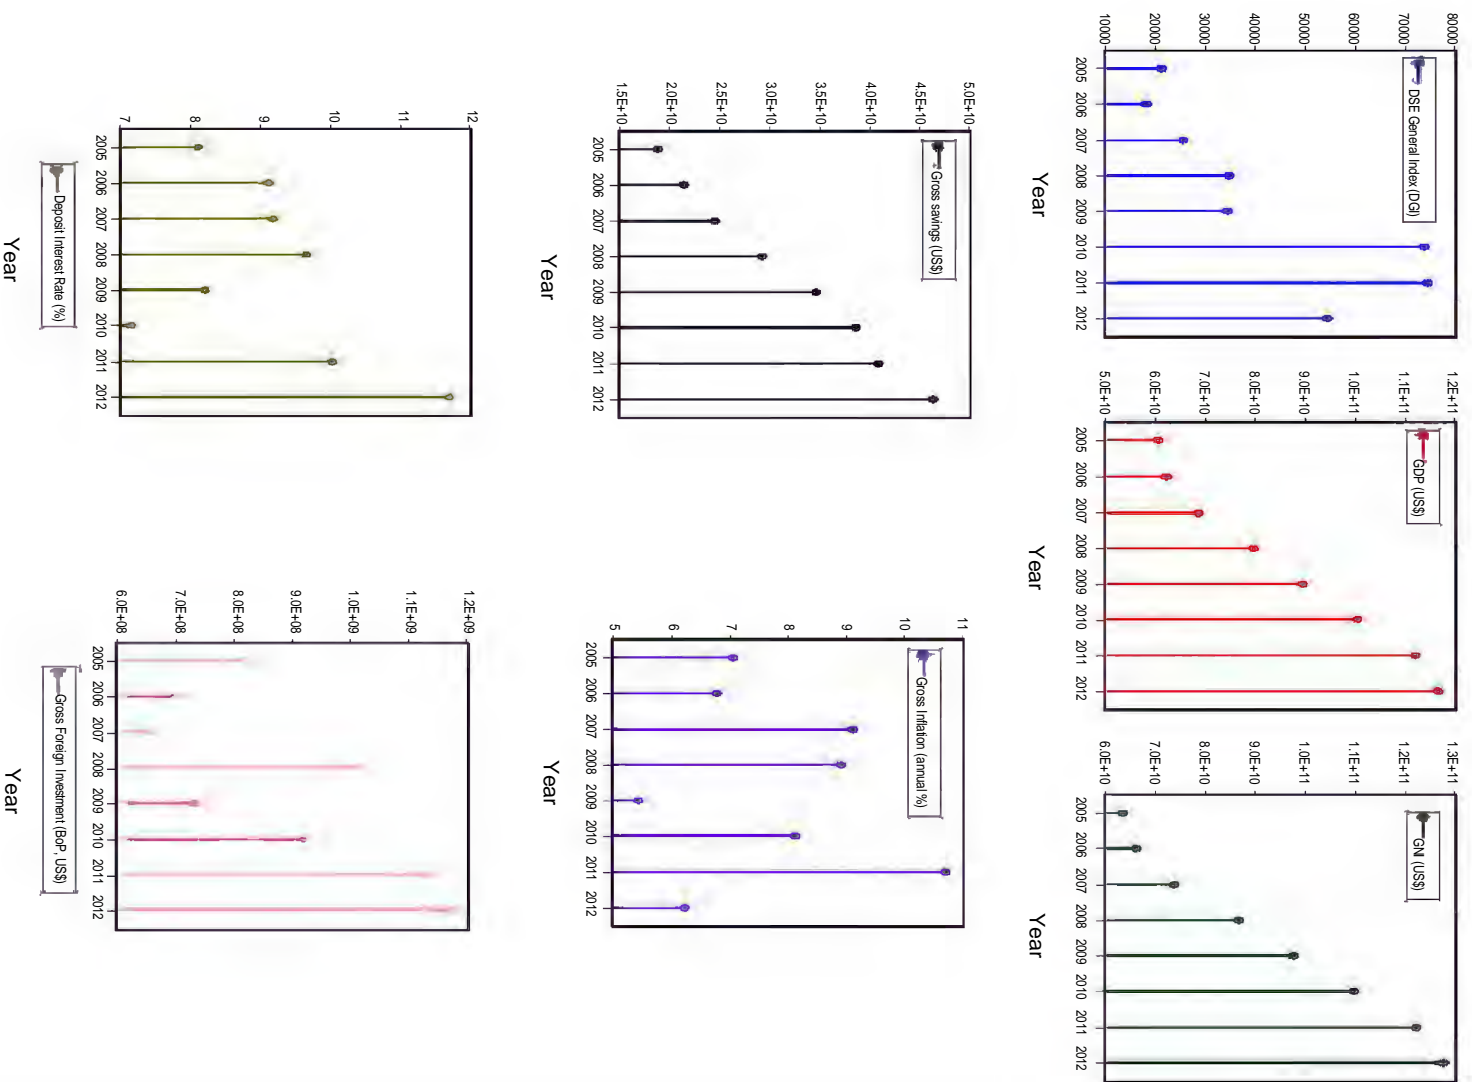 DSE General Index (DGI)
80000
70000
60000
50000
40000
30000
20000
10000
2005 2006 2007 2008 2009 2010 2011 2012
Year
GDP (US$)
1.2E+11
1.1E+11
1.0E+11
9.0E+10
8.0E+10
7.0E+10
6.0E+10
5.0E+10
2005 2006 2007 2008 2009 2010 2011 2012
Year
GNI (US$)
1.3E+11
1.2E+11
1.1E+11
1.0E+11
9.0E+10
8.0E+10
7.0E+10
6.0E+10
2005 2006 2007 2008 2009 2010 2011 2012
Year
Gross savings (US$)
5.0E+10
4.5E+10
4.0E+10
3.5E+10
3.0E+10
2.5E+10
2.0E+10
1.5E+10
2005 2006 2007 2008 2009 2010 2011 2012
Year
Gross Inflation (annual %)
11
10
9
8
7
6
5
2005 2006 2007 2008 2009 2010 2011 2012
Year
12
11
10
9
8
7
2005 2006 2007 2008 2009 2010 2011 2012
Deposit Interest Rate (%)
Year
1.2E+09
1.1E+09
1.0E+09
9.0E+08
8.0E+08
7.0E+08
6.0E+08
2005 2006 2007 2008 2009 2010 2011 2012
Gross Foreign Investment (BoP, US$)
Year